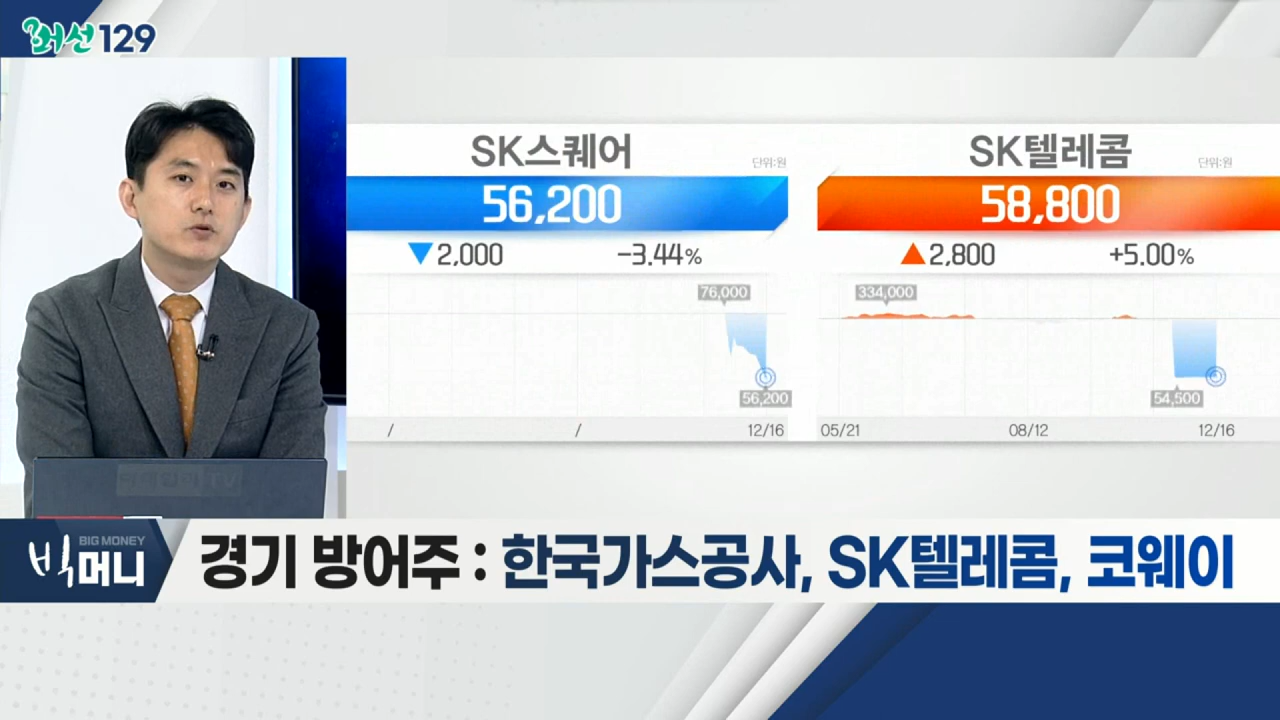 머선129
SK스퀘어
단위:원
56,200
▼2,000 -3.44%
76,000
56,200
/ / 12/16
SK텔레콤
단위:원
58,800
▲2,800 +5.00%
334,000
54,500
05/21 08/12 12/16
BIG MONEY
빅머니
경기 방어주 : 한국가스공사, SK텔레콤, 코웨이